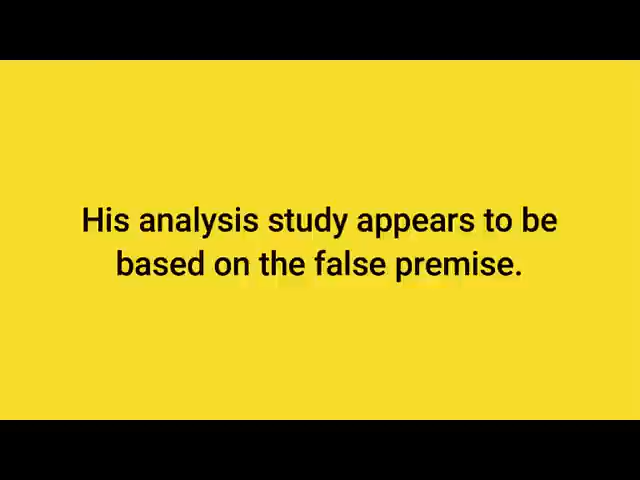 His analysis study appears to be
based on the false premise.